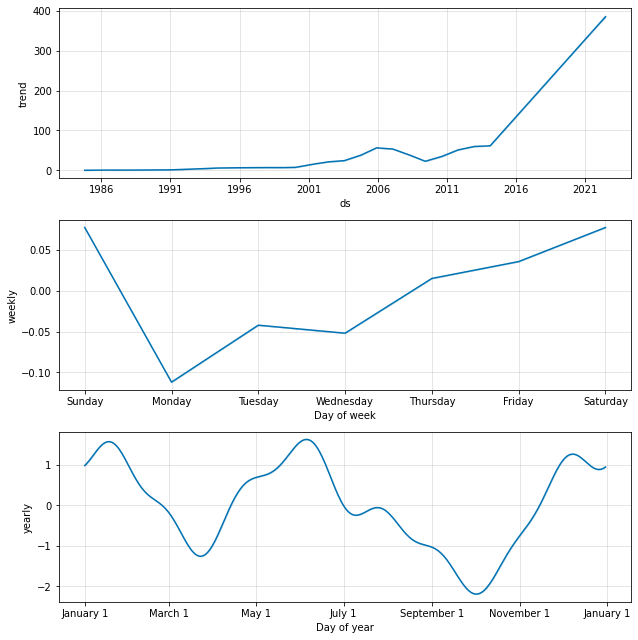 400
300
200
100
0
trend
1986 1991 1996 2001 2006 2011 2016 2021
ds
0.05
0.00
−0.05
−0.10
weekly
Sunday Monday Tuesday Wednesday Thursday Friday Saturday
Day of week
1
0
−1
−2
yearly
January 1 March 1 May 1 July 1 September 1 November 1 January 1
Day of year